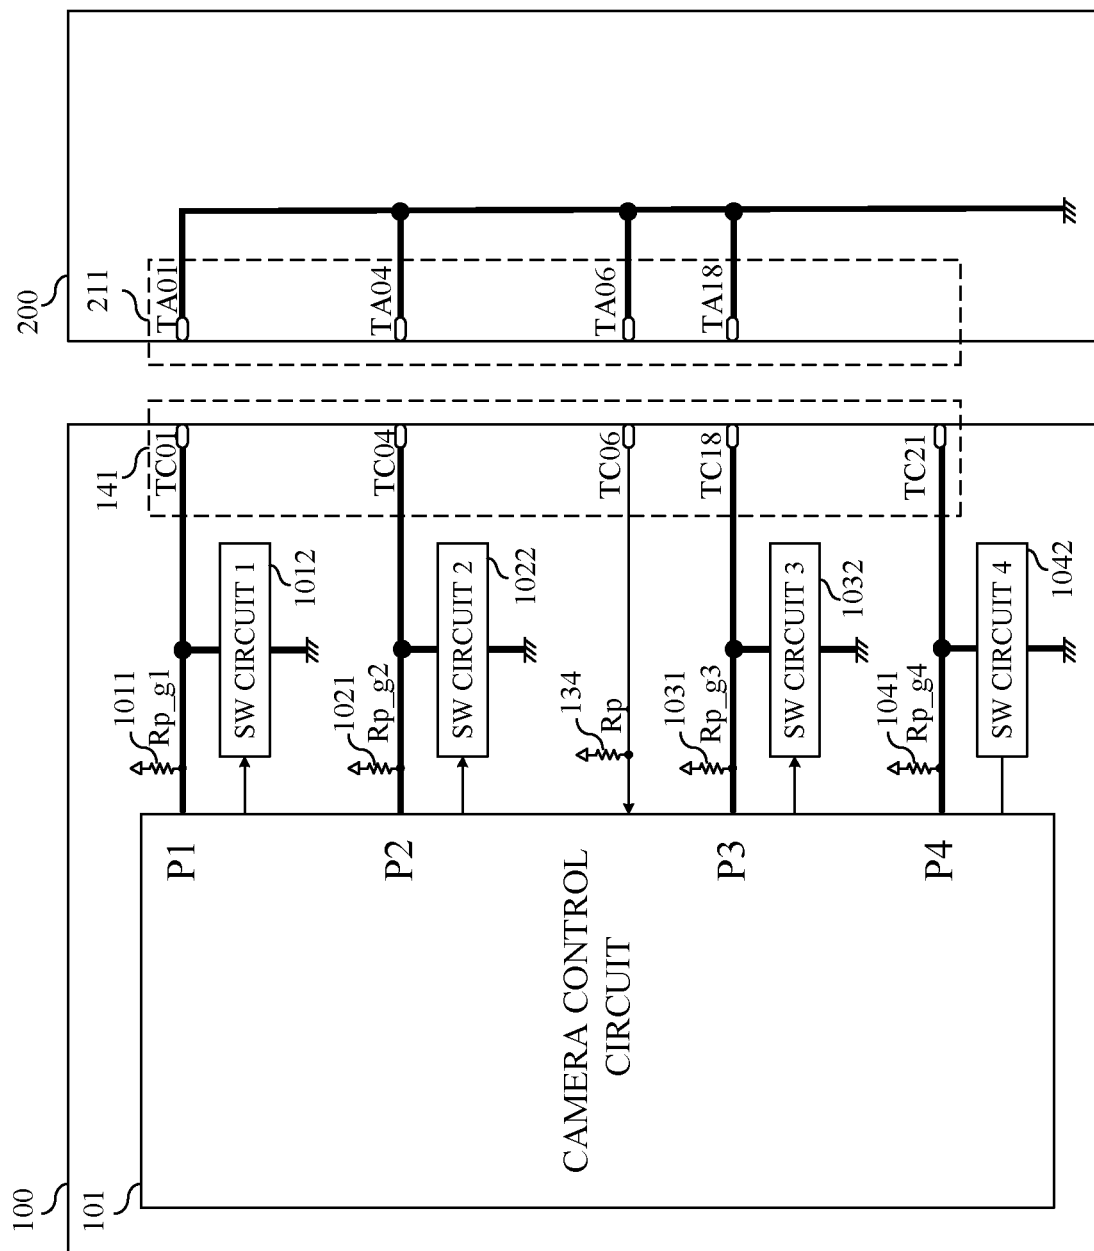 100
101
CAMERA CONTROL
CIRCUIT
P1
P2
P3
P4
1011
Rp_g1
SW CIRCUIT 1
1012
1021
Rp_g2
SW CIRCUIT 2
1022
134
Rp
1031
Rp_g3
SW CIRCUIT 3
1032
1041
Rp_g4
SW CIRCUIT 4
1042
141
TC01
TC04
TC06
TC18
TC21
200
211
TA01
TA04
TA06
TA18